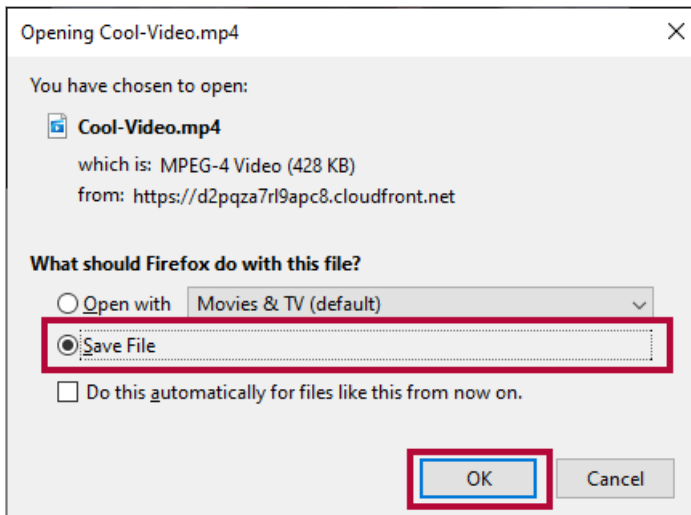 Opening Cool-Video.mp4
You have chosen to open:
Cool-Video.mp4
which is: MPEG-4 Video (428 KB)
from: https://d2pqza7rl9apc8.cloudfront.net
What should Firefox do with this file?
Open with Movies & TV (default)
Save File
Do this automatically for files like this from now on.
OK Cancel